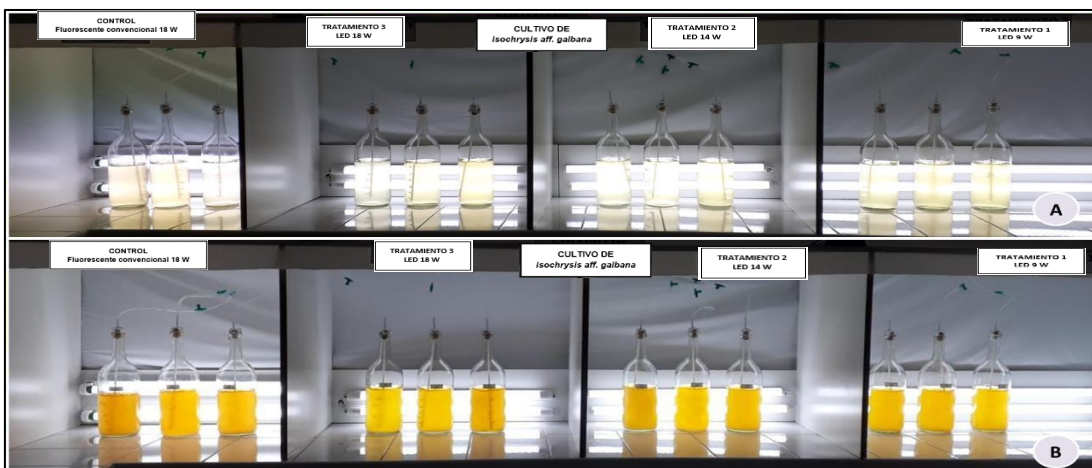 CONTROL
Fluorescente convencional 18 W
TRATAMIENTO 3
LED 18 W
CULTIVO DE
isochrysis aff. galbana
TRATAMIENTO 2
LED 14 W
TRATAMIENTO 1
LED 9 W
A
CONTROL
Fluorescente convencional 18 W
TRATAMIENTO 3
LED 18 W
CULTIVO DE
isochrysis aff. galbana
TRATAMIENTO 2
LED 14 W
TRATAMIENTO 1
LED 9 W
B